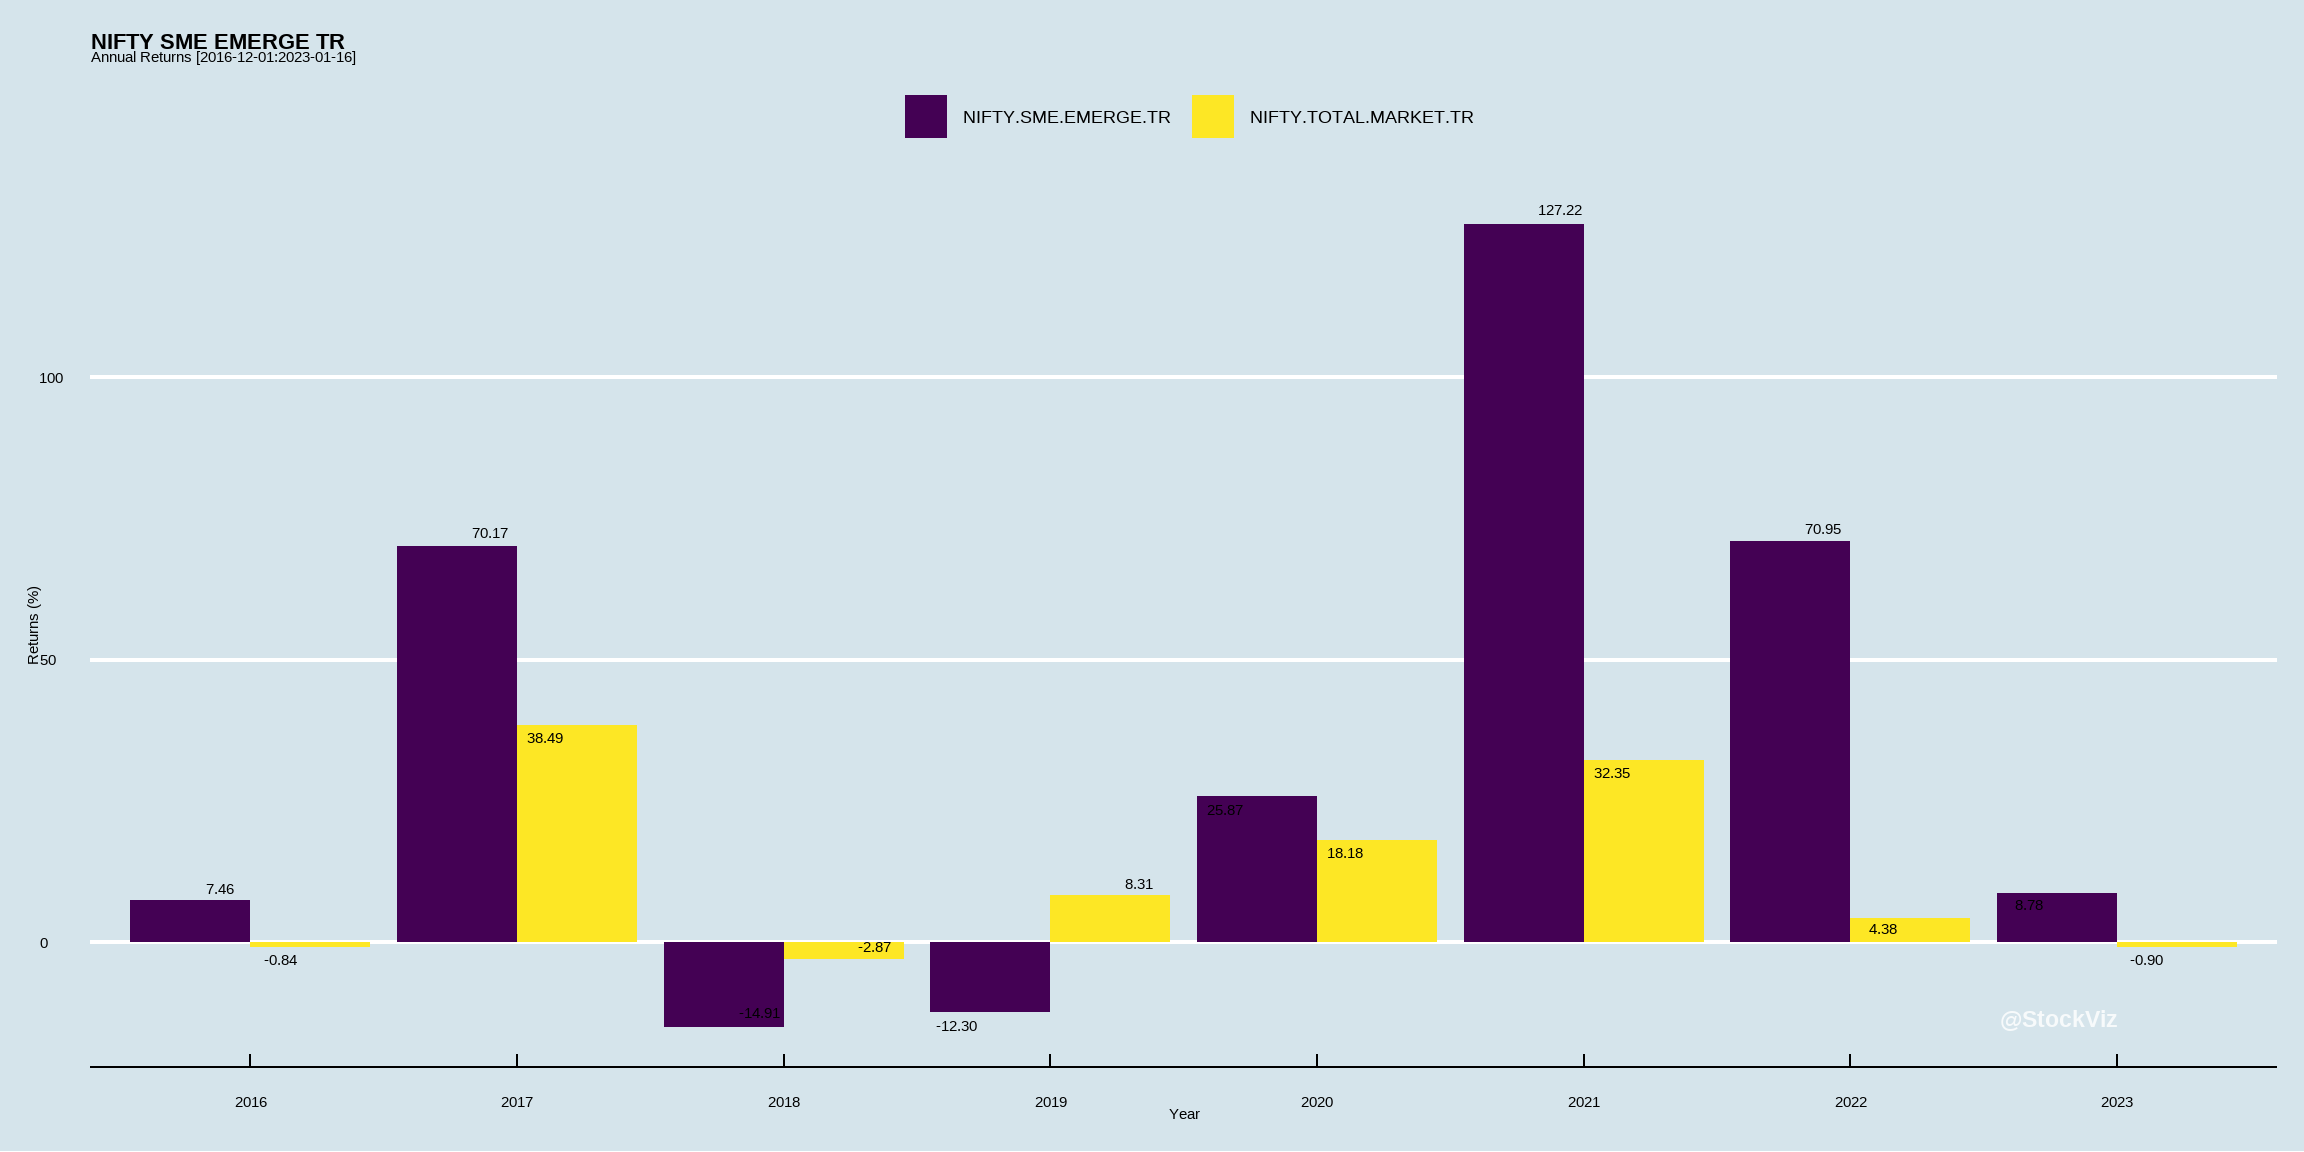 NIFTY SME EMERGE TR
Annual Returns [2016-12-01:2023-01-16]
NIFTY.SME.EMERGE.TR NIFTY.TOTAL.MARKET.TR
127.22
100
70.17
70.95
Returns (%)
50
38.49
32.35
25.87
18.18
7.46
8.31
8.78
4.38
0
-0.84
-2.87
-0.90
-14.91
-12.30
@StockViz
2016 2017 2018 2019 2020 2021 2022 2023
Year